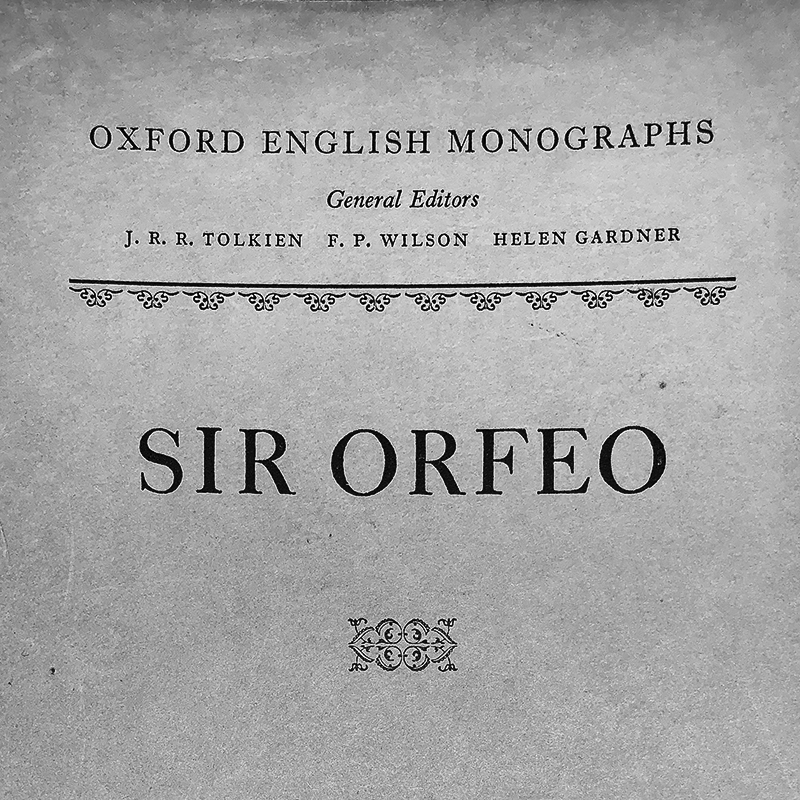 OXFORD ENGLISH MONOGRAPHS
General Editors
J. R. R. TOLKIEN F. P. WILSON HELEN GARDNER
SIR ORFEO